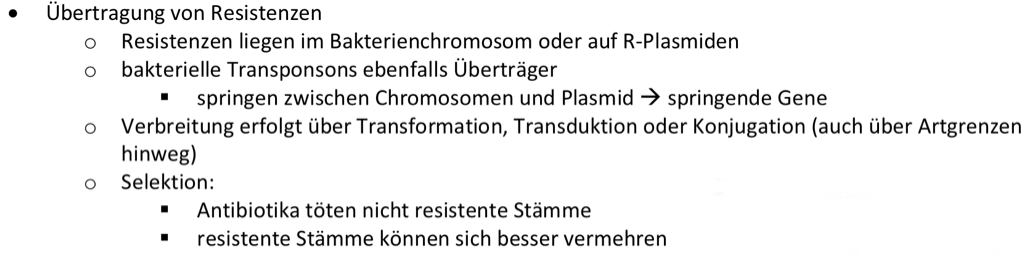 • Übertragung von Resistenzen
o Resistenzen liegen im Bakterienchromosom oder auf R-Plasmiden
o bakterielle Transponsons ebenfalls Überträger
▪ springen zwischen Chromosomen und Plasmid → springende Gene
o Verbreitung erfolgt über Transformation, Transduktion oder Konjugation (auch über Artgrenzen
hinweg)
o Selektion:
▪ Antibiotika töten nicht resistente Stämme
▪ resistente Stämme können sich besser vermehren